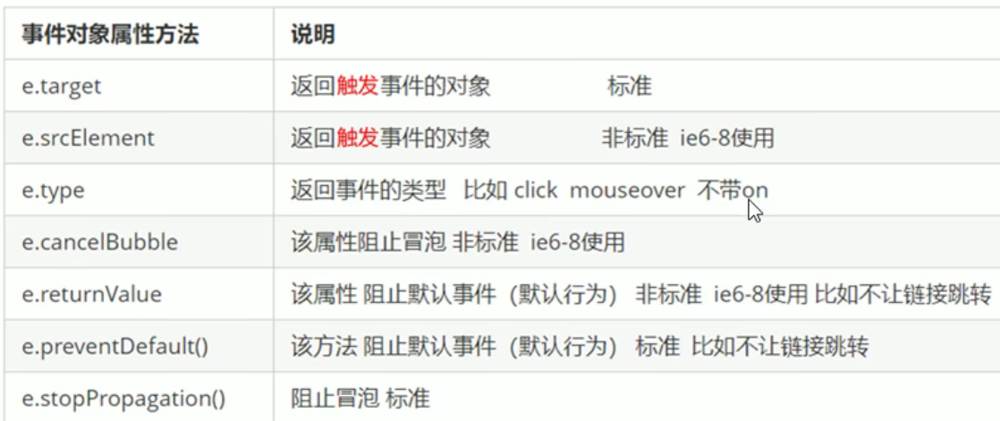 事件对象属性方法 说明
e.target 返回触发事件的对象 标准
e.srcElement 返回触发事件的对象 非标准 ie6-8使用
e.type 返回事件的类型 比如 click mouseover 不带on
e.cancelBubble 该属性阻止冒泡 非标准 ie6-8使用
e.returnValue 该属性 阻止默认事件（默认行为） 非标准 ie6-8使用 比如不让链接跳转
e.preventDefault() 该方法 阻止默认事件（默认行为） 标准 比如不让链接跳转
e.stopPropagation() 阻止冒泡 标准